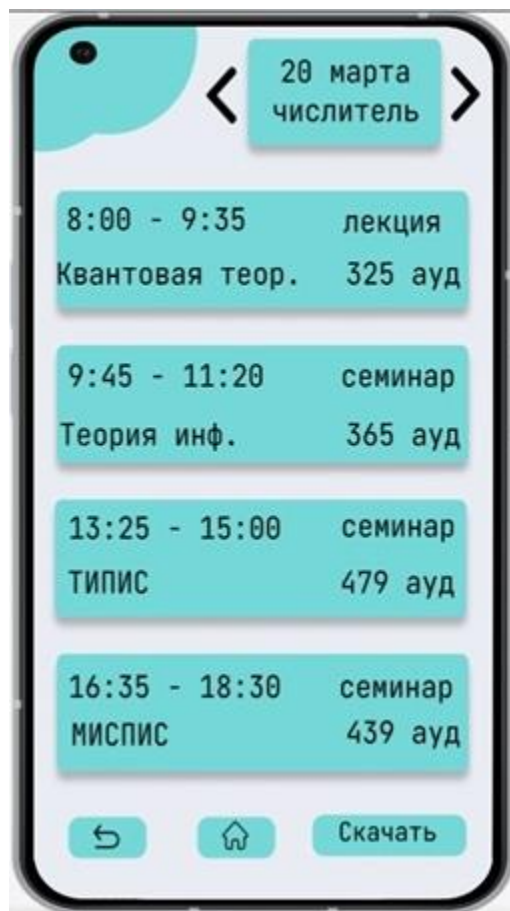 20 марта
числитель
8:00 - 9:35 лекция
Квантовая теор. 325 ауд
9:45 - 11:20 семинар
Теория инф. 365 ауд
13:25 - 15:00 семинар
ТИПИС 479 ауд
16:35 - 18:30 семинар
МИСПИС 439 ауд
Скачать